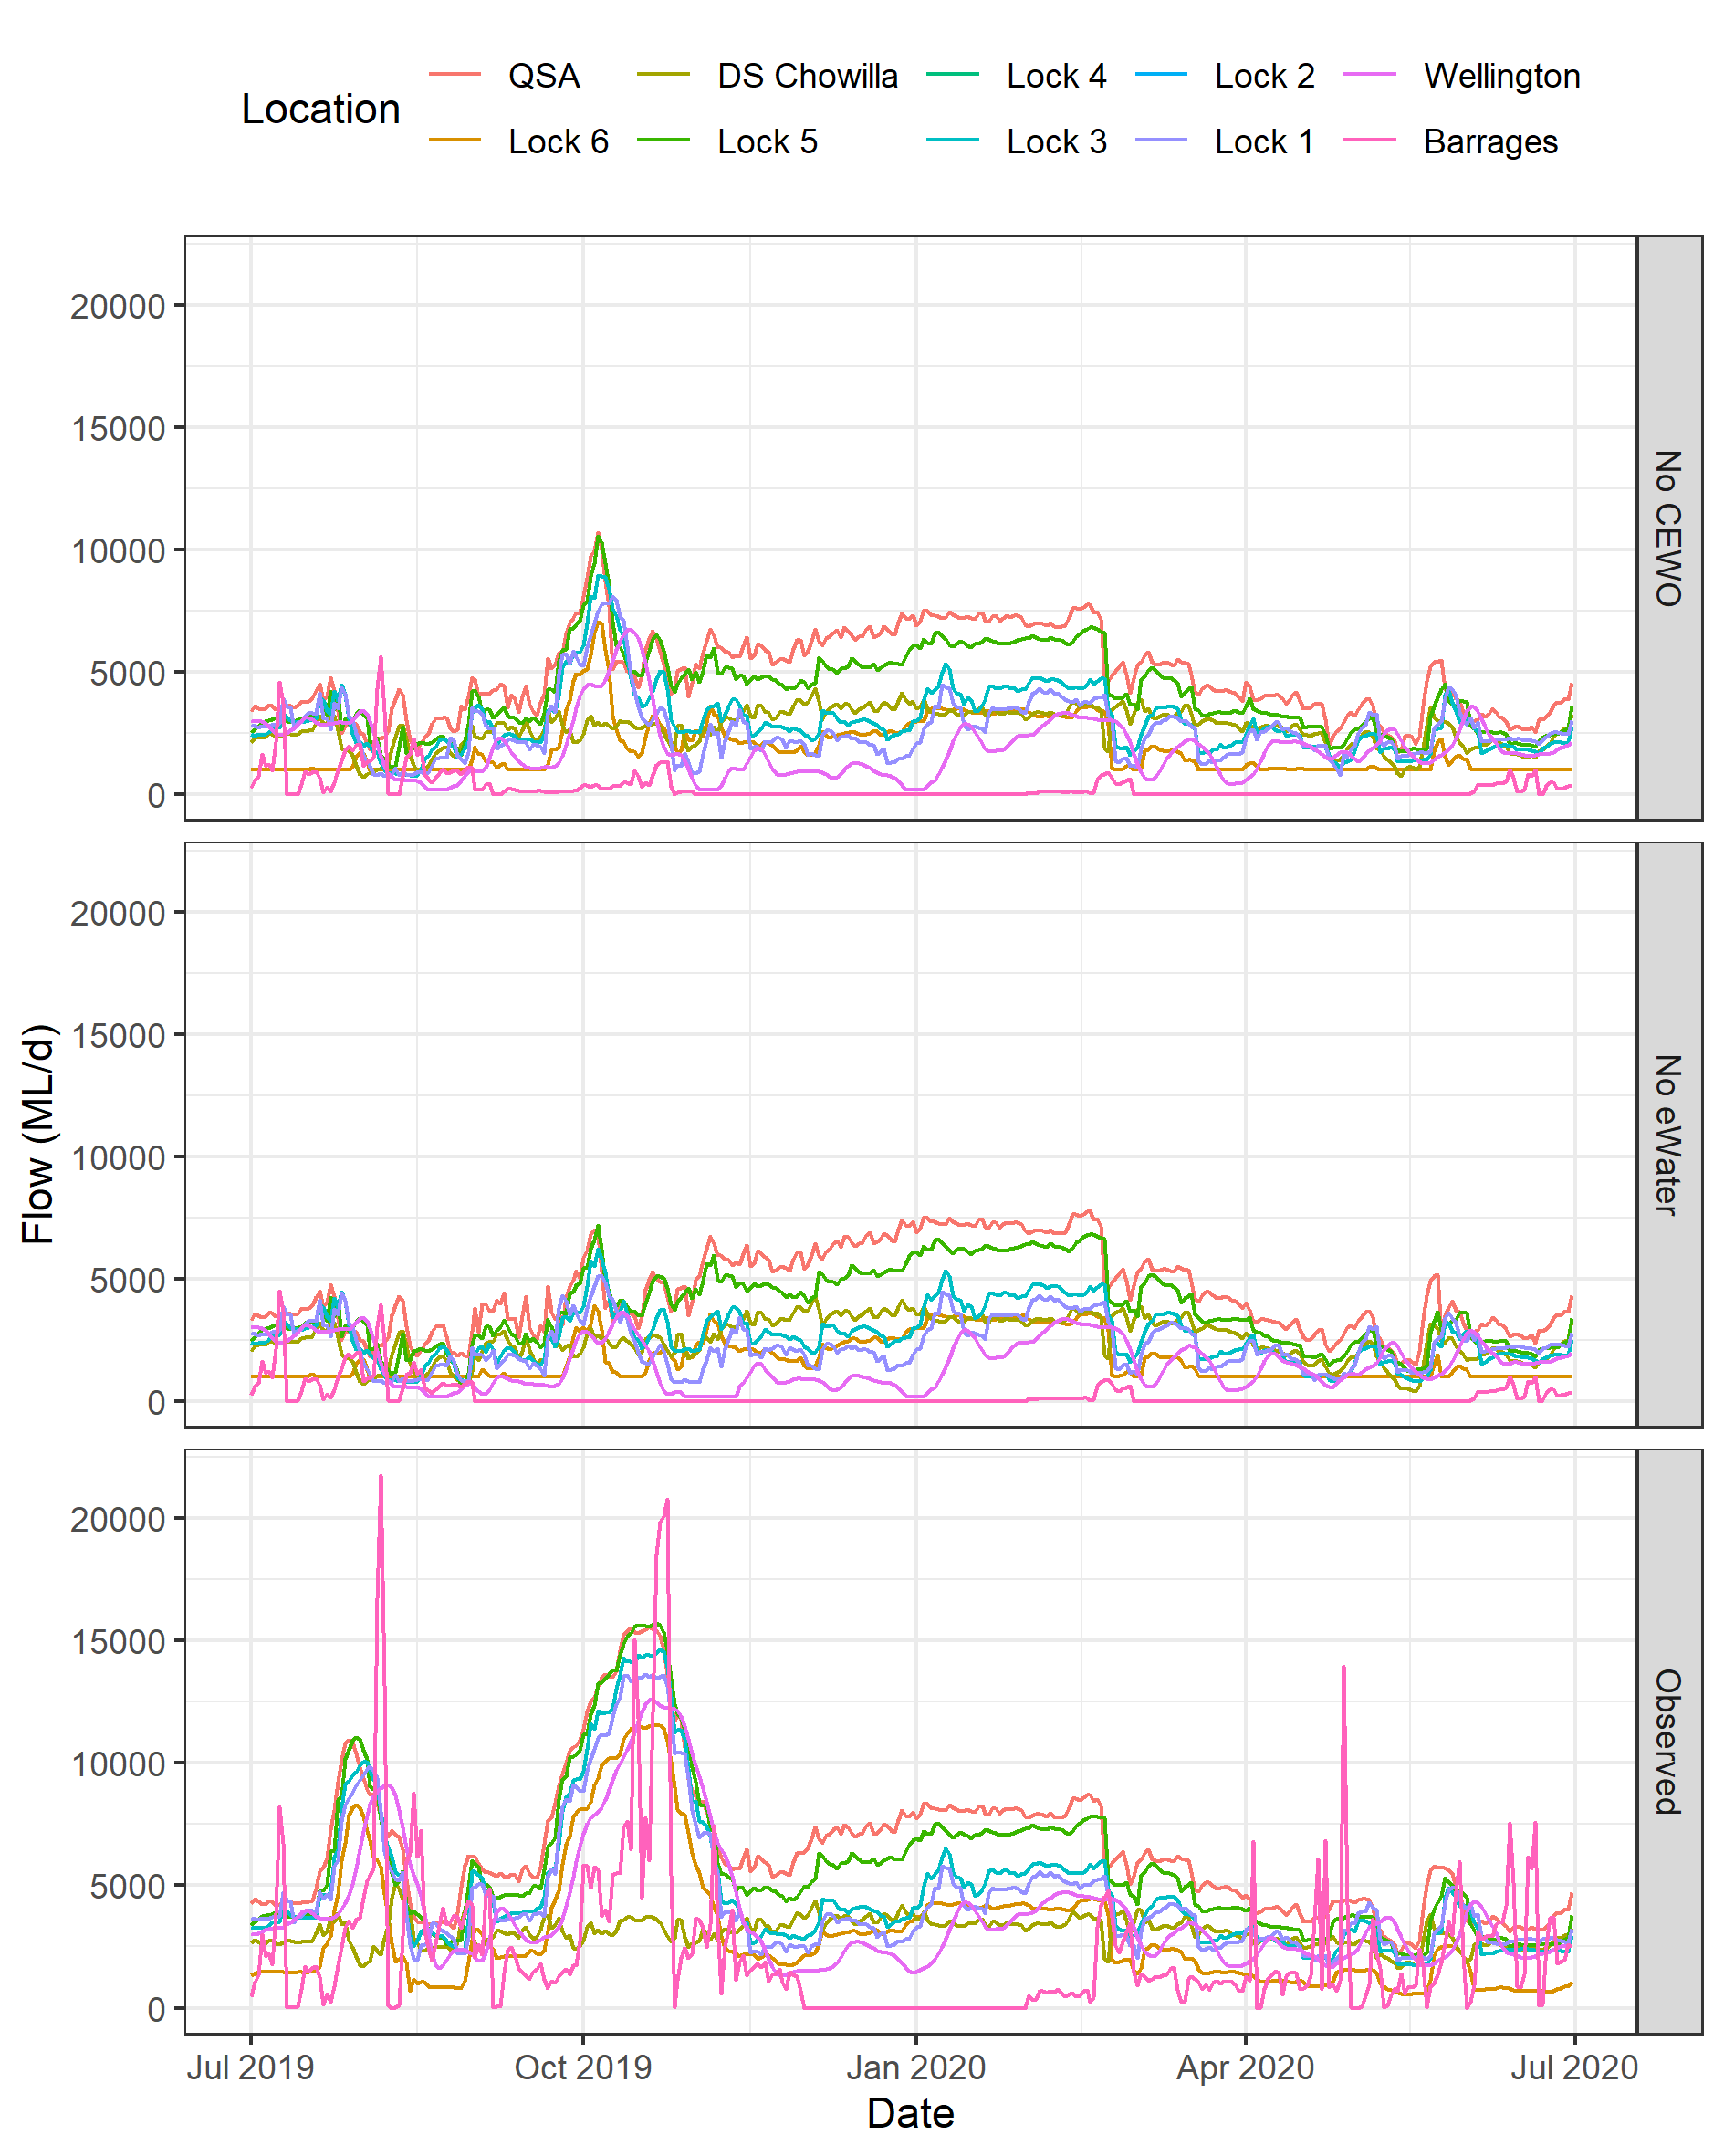 Location
QSA DS Chowilla Lock 4 Lock 2 Wellington
Lock 6 Lock 5 Lock 3 Lock 1 Barrages
20000
15000
10000
5000
0
No CEWO
20000
15000
10000
5000
0
No eWater
Flow (ML/d)
20000
15000
10000
5000
0
Observed
Jul 2019 Oct 2019 Jan 2020 Apr 2020 Jul 2020
Date